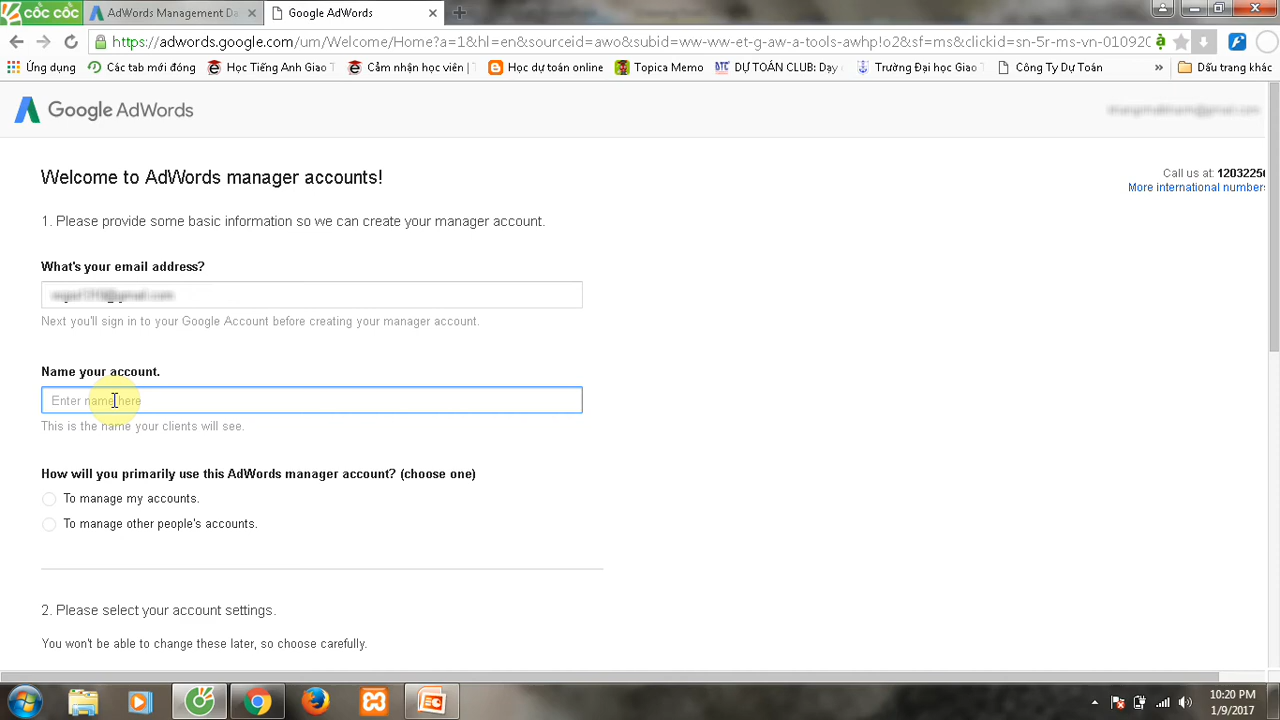 cốc cốc
AdWords Management Da
Google AdWords
https://adwords.google.com/um/Welcome/Home?a=1&hl=en&sourceid=awo&subid=ww-ww-et-g-aw-a-tools-awhp!o2&sf=ms&clickid=sn-5r-ms-vn-010920
Ứng dụng
Các tab mới đóng
Học Tiếng Anh Giao T
Cảm nhận học viên |
Học dự toán online
Topica Memo
DỰ TOÁN CLUB: Dạy
Trường Đại học Giao T
Công Ty Dự Toán
»
Dấu trang khác
Google AdWords
Welcome to AdWords manager accounts!
Call us at: 1203225
More international numbers
1. Please provide some basic information so we can create your manager account.
What's your email address?
Next you'll sign in to your Google Account before creating your manager account.
Name your account.
Enter name here
This is the name your clients will see.
How will you primarily use this AdWords manager account? (choose one)
To manage my accounts.
To manage other people's accounts.
2. Please select your account settings.
You won't be able to change these later, so choose carefully.
10:20 PM
1/9/2017